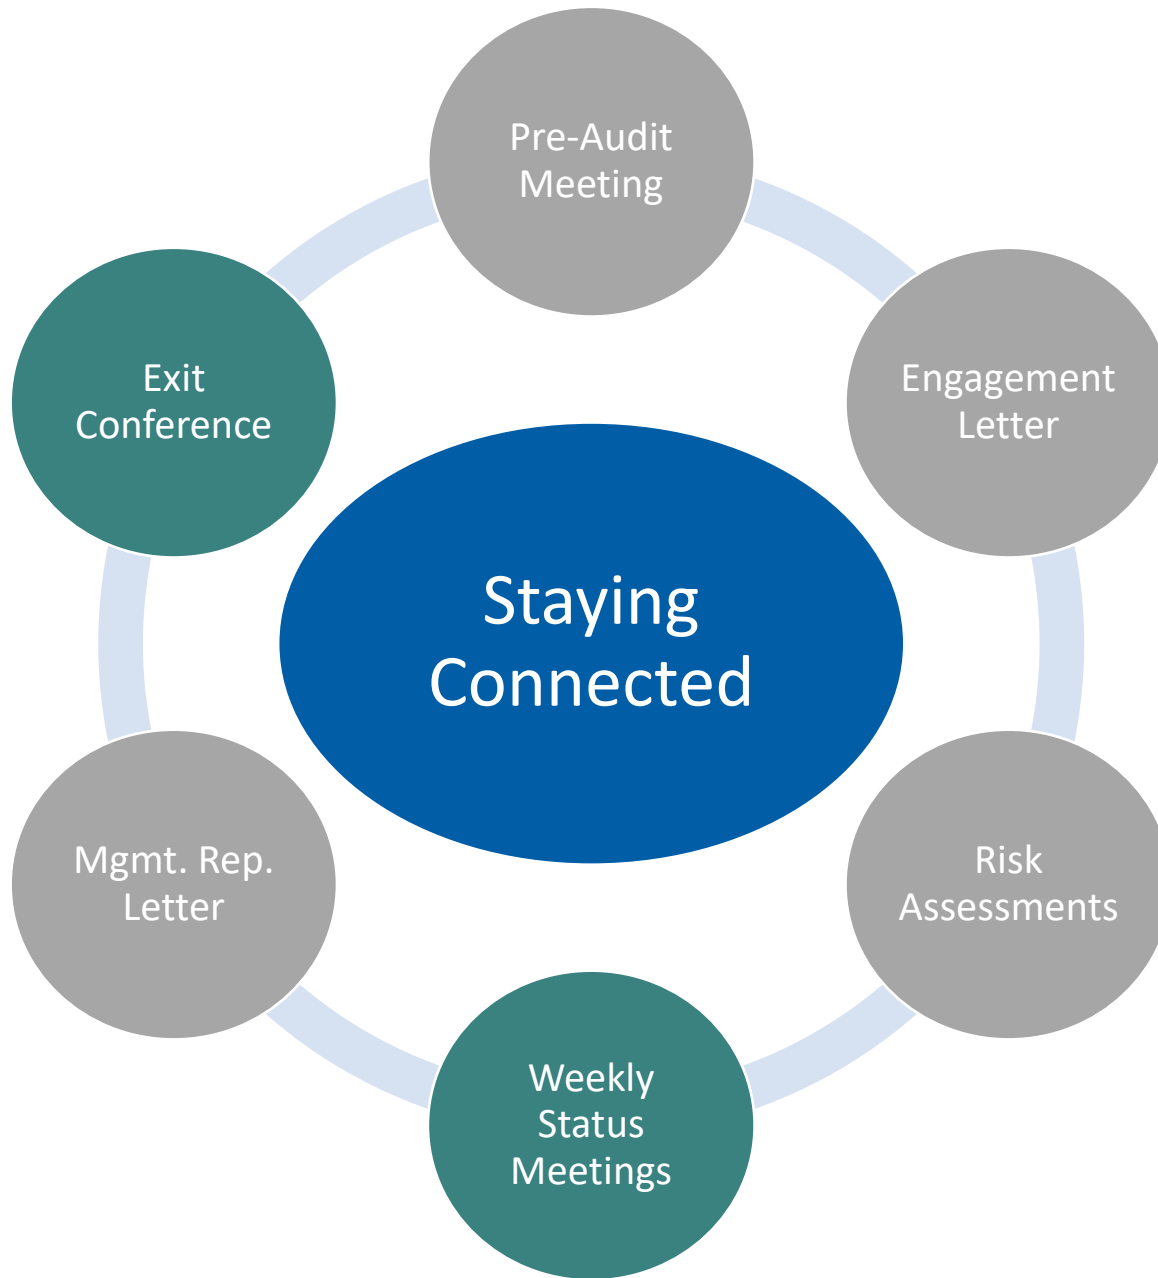 Pre-Audit
Meeting
Engagement
Letter
Risk
Assessments
Weekly
Status
Meetings
Mgmt. Rep.
Letter
Exit
Conference
Staying
Connected